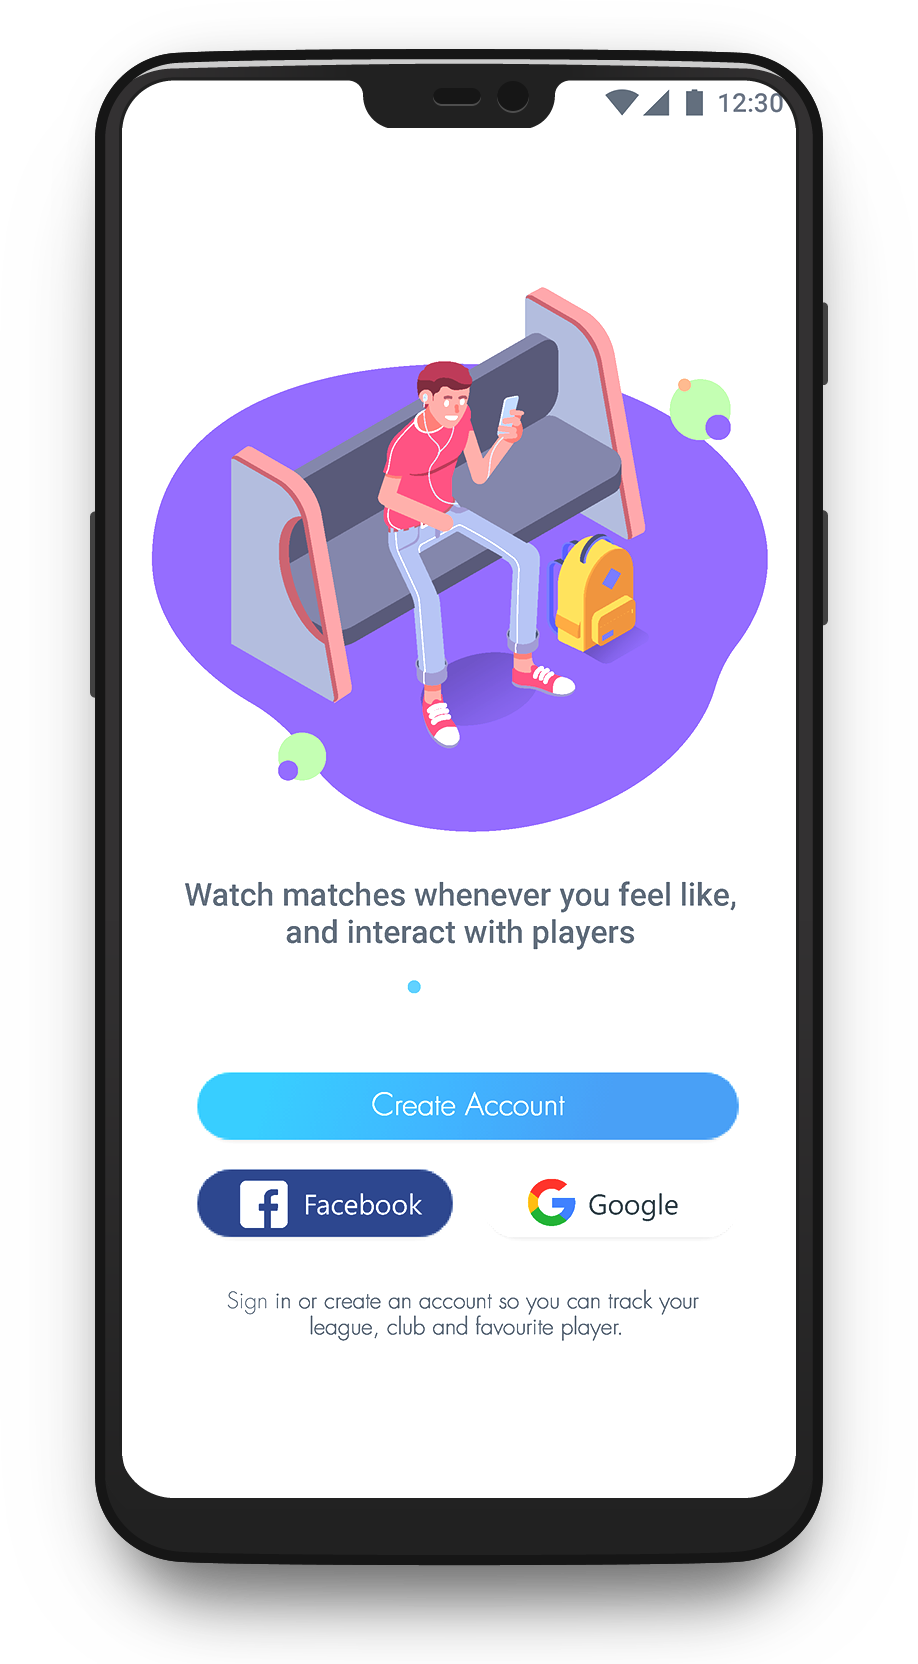 12:30
Watch matches whenever you feel like,
and interact with players
Create Account
Facebook
Google
Sign in or create an account so you can track your
league, club and favourite player.